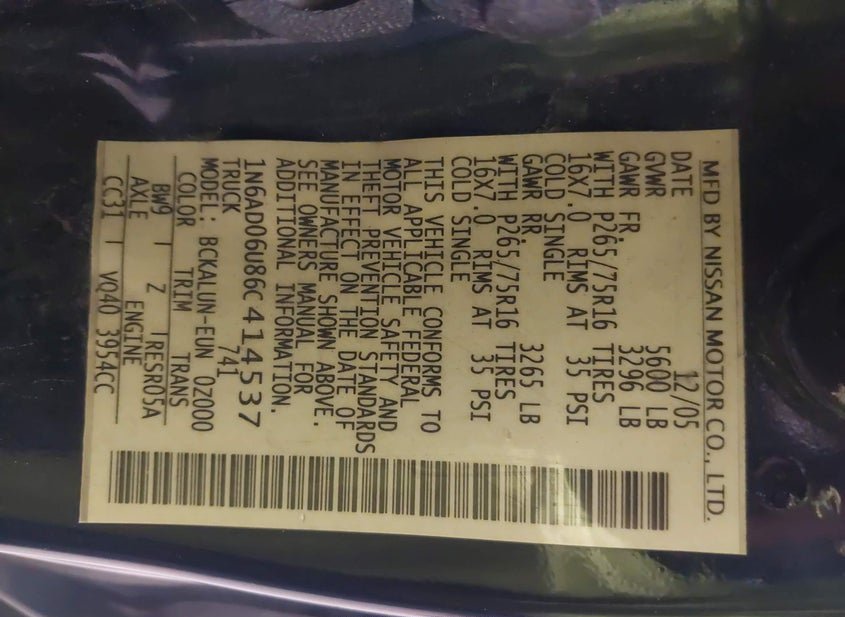 MFD BY NISSAN MOTOR CO., LTD.
DATE 12/05
GVWR 5600 LB
GAWR FR. 3296 LB
WITH P265/75R16 TIRES
16X .0 RIMS AT 35 PSI
COLD SINGLE
GAWR RR. 3265 LB
WITH P265/75R16 TIRES
16X .0 RIMS AT 35 PSI
COLD SINGLE
THIS VEHICLE CONFORMS TO
ALL APPLICABLE FEDERAL
MOTOR VEHICLE SAFETY AND
THEFT PREVENTION STANDARDS
IN EFFECT ON THE DATE OF
MANUFACTURE SHOWN ABOVE.
SEE OWNERS MANUAL FOR
ADDITIONAL INFORMATION.
1N6AD06U86C414537
TRUCK 741
MODEL: BCKALUN-EUN 0Z000
COLOR TRIM TRANS
BW9 Z TRE5R05A
AXLE ENGINE
CC31 VQ40 3954CC